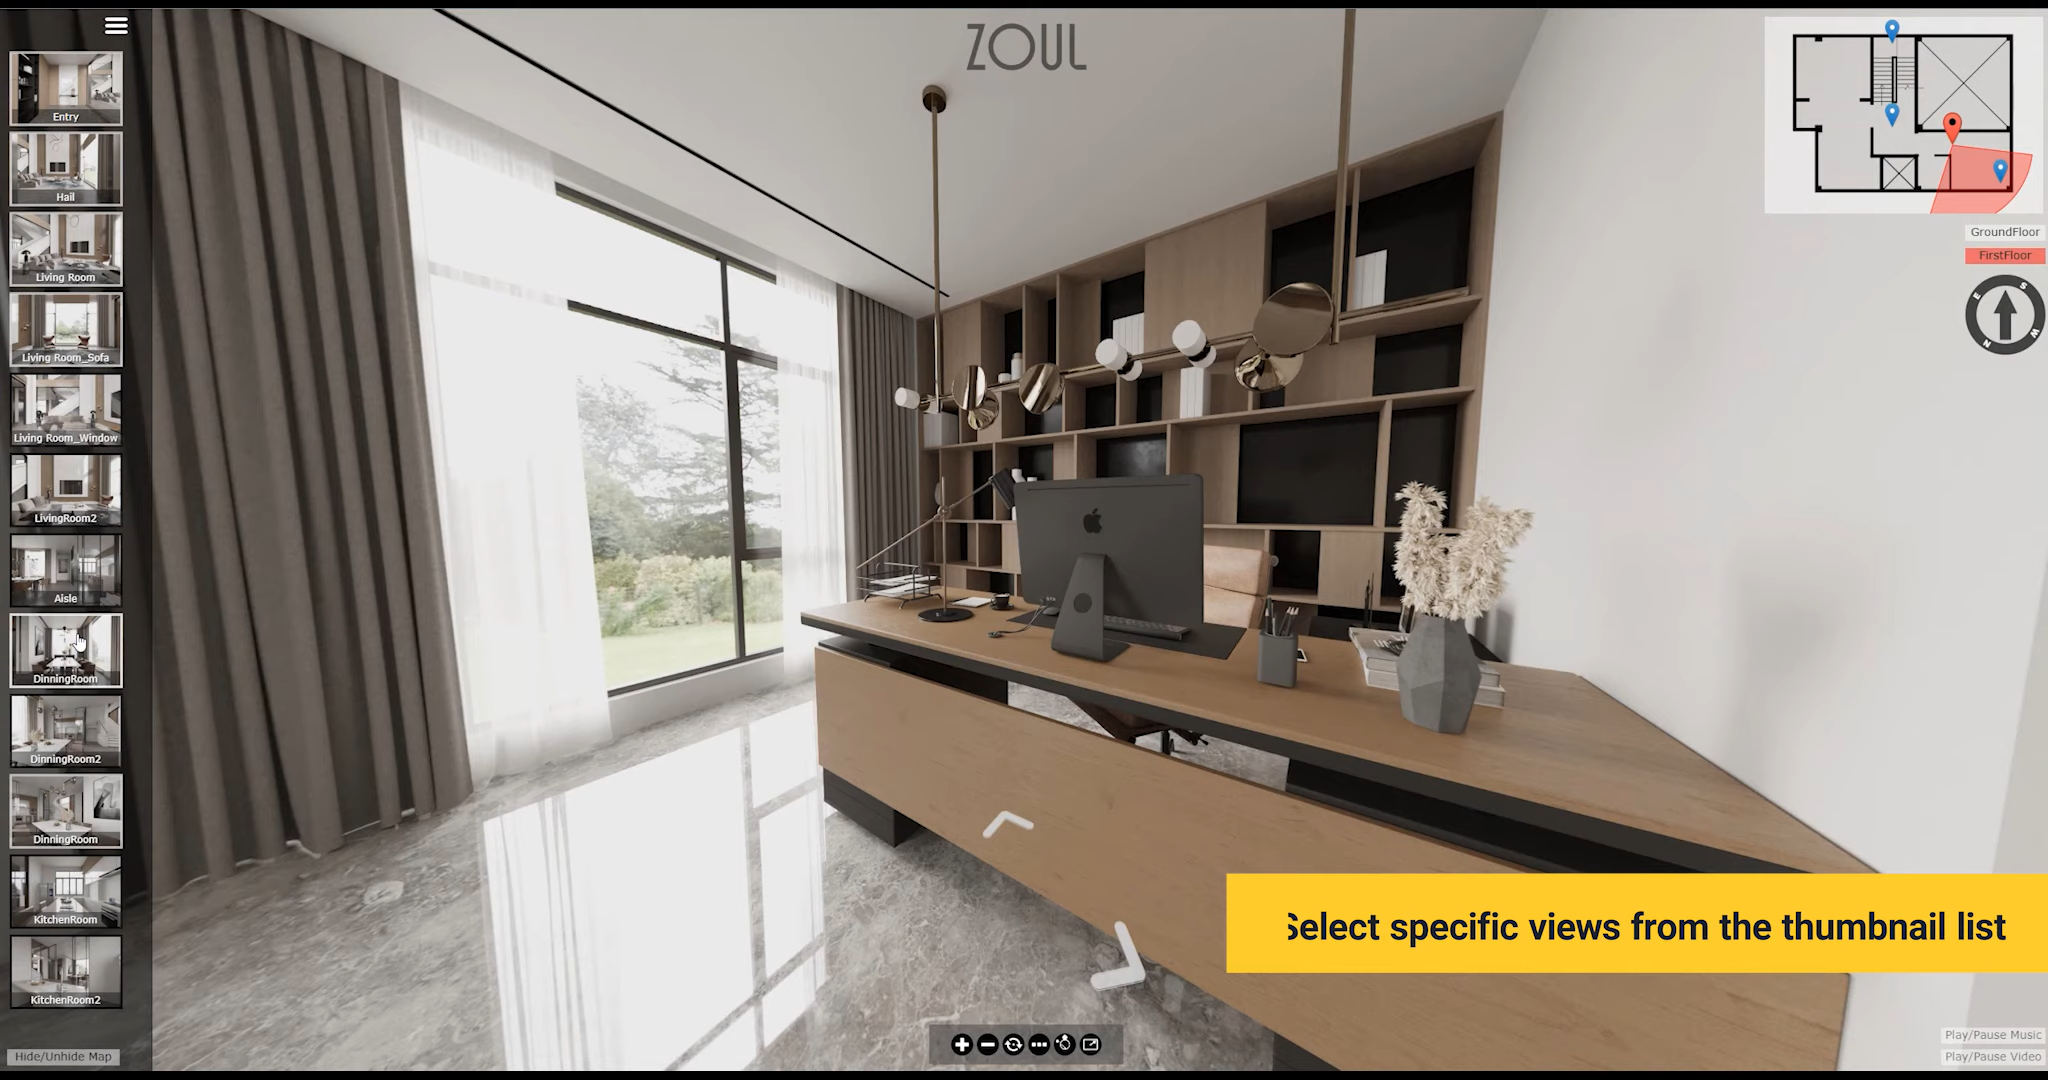 ZOUL
Entry
Hail
Living Room
Living Room_Sofa
Living Room_Window
LivingRoom2
Aisle
DinningRoom
DinningRoom2
DinningRoom
KitchenRoom
KitchenRoom2
Hide/Unhide Map
GroundFloor
FirstFloor
E
S
N
W
Select specific views from the thumbnail list
Play/Pause Music
Play/Pause Video